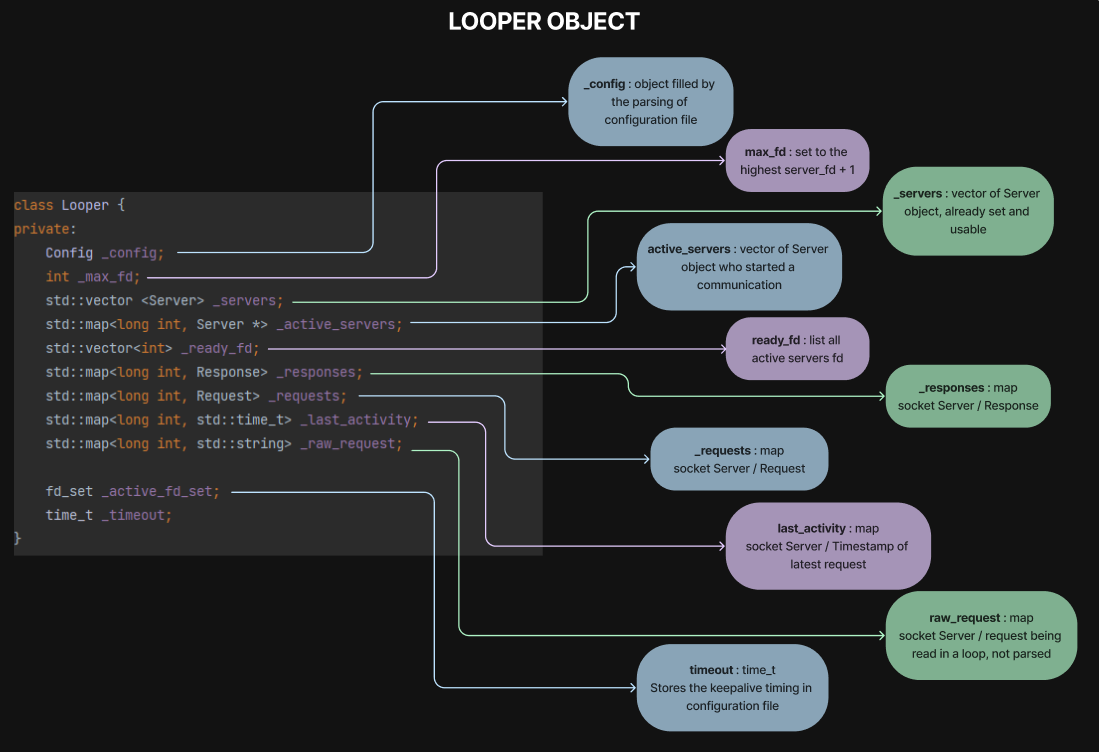 LOOPER OBJECT
_config : object filled by
the parsing of
configuration file
max_fd : set to the
highest server_fd + 1
_servers : vector of Server
object, already set and
usable
active_servers : vector of Server
object who started a
communication
ready_fd : list all
active servers fd
_responses : map
socket Server / Response
_requests : map
socket Server / Request
last_activity : map
socket Server / Timestamp of
latest request
raw_request : map
socket Server / request being
read in a loop, not parsed
timeout : time_t
Stores the keepalive timing in
configuration file
class Looper {
private:
Config _config;
int _max_fd;
std::vector <Server> _servers;
std::map<long int, Server *> _active_servers;
std::vector<int> _ready_fd;
std::map<long int, Response> _responses;
std::map<long int, Request> _requests;
std::map<long int, std::time_t> _last_activity;
std::map<long int, std::string> _raw_request;
fd_set _active_fd_set;
time_t _timeout;
}